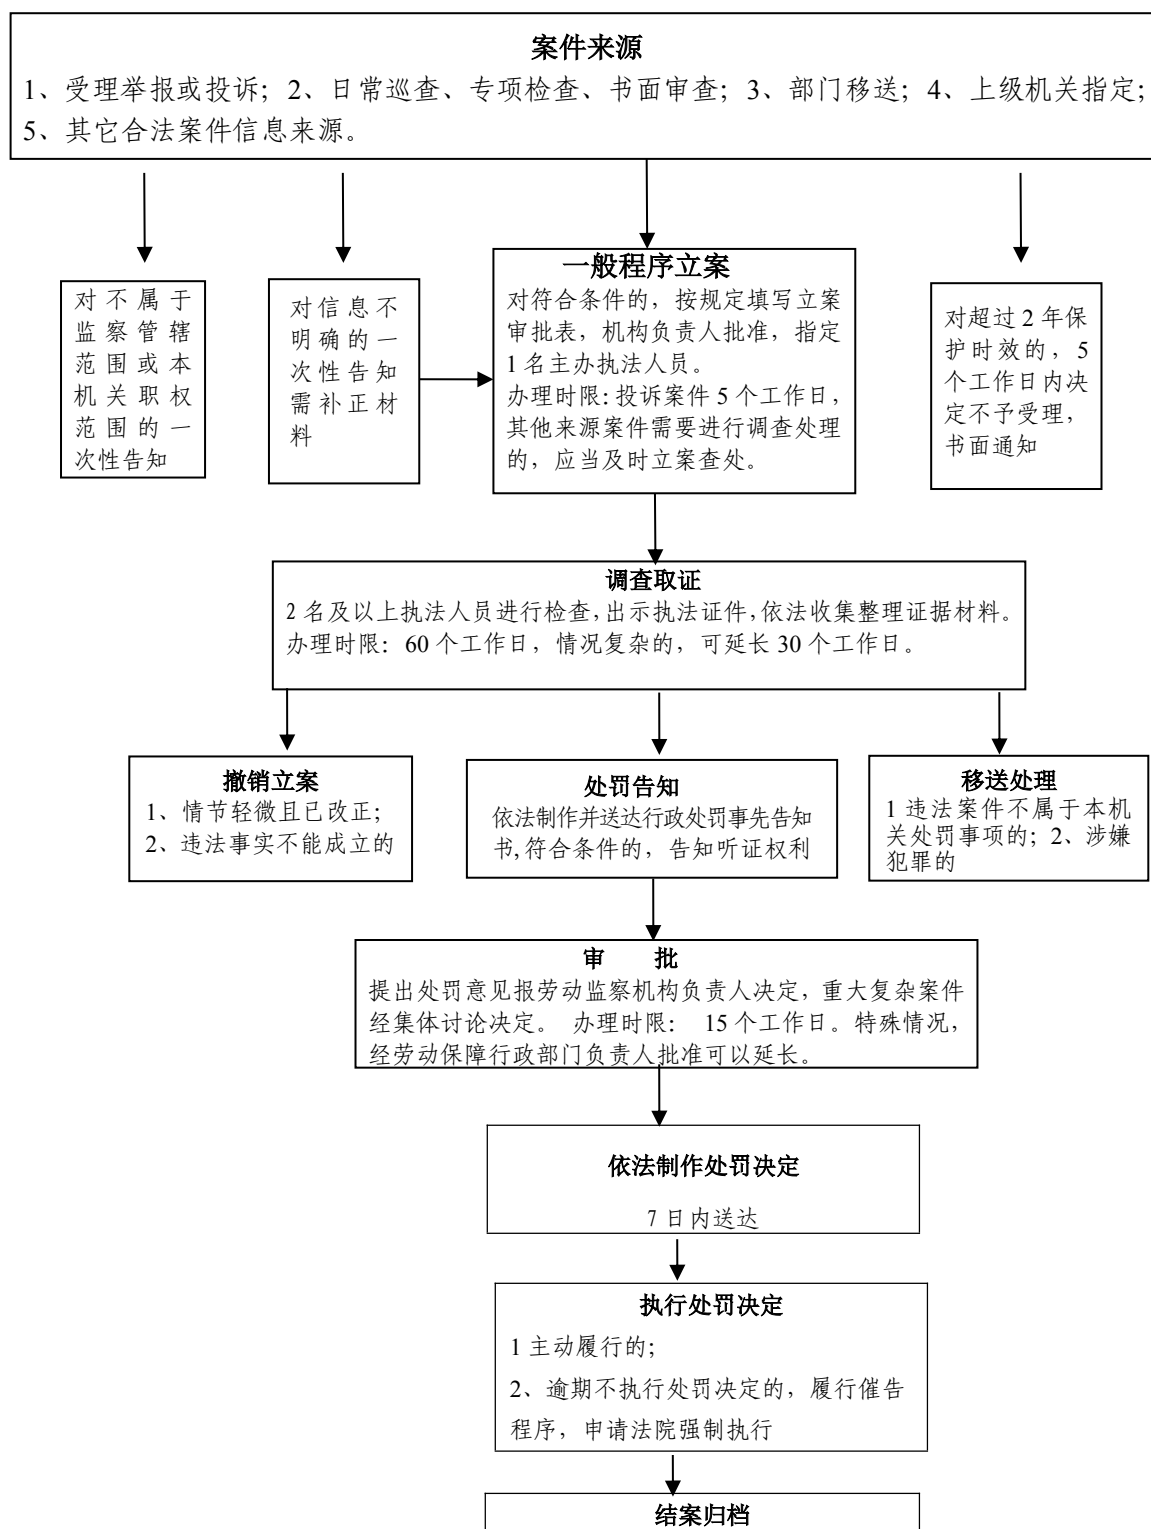 案件来源
1、受理举报或投诉；2、日常巡查、专项检查、书面审查；3、部门移送；4、上级机关指定；
5、其它合法案件信息来源。
对不属于
监察管辖
范围或本
机关职权
范围的一
次性告知
对信息不
明确的一
次性告知
需补正材
料
一般程序立案
对符合条件的，按规定填写立案
审批表，机构负责人批准，指定
1名主办执法人员。
办理时限：投诉案件5个工作日，
其他来源案件需要进行调查处理
的，应当及时立案查处。
对超过2年保
护时效的，5
个工作日内决
定不予受理，
书面通知
调查取证
2名及以上执法人员进行检查,出示执法证件,依法收集整理证据材料。
办理时限：60个工作日，情况复杂的，可延长30个工作日。
撤销立案
1、情节轻微且已改正；
2、违法事实不能成立的
处罚告知
依法制作并送达行政处罚事先告知
书,符合条件的，告知听证权利
移送处理
1违法案件不属于本机
关处罚事项的；2、涉嫌
犯罪的
审　　批
提出处罚意见报劳动监察机构负责人决定，重大复杂案件
经集体讨论决定。 办理时限： 15个工作日。特殊情况，
经劳动保障行政部门负责人批准可以延长。
依法制作处罚决定
7日内送达
执行处罚决定
1主动履行的；
2、逾期不执行处罚决定的，履行催告
程序，申请法院强制执行
结案归档